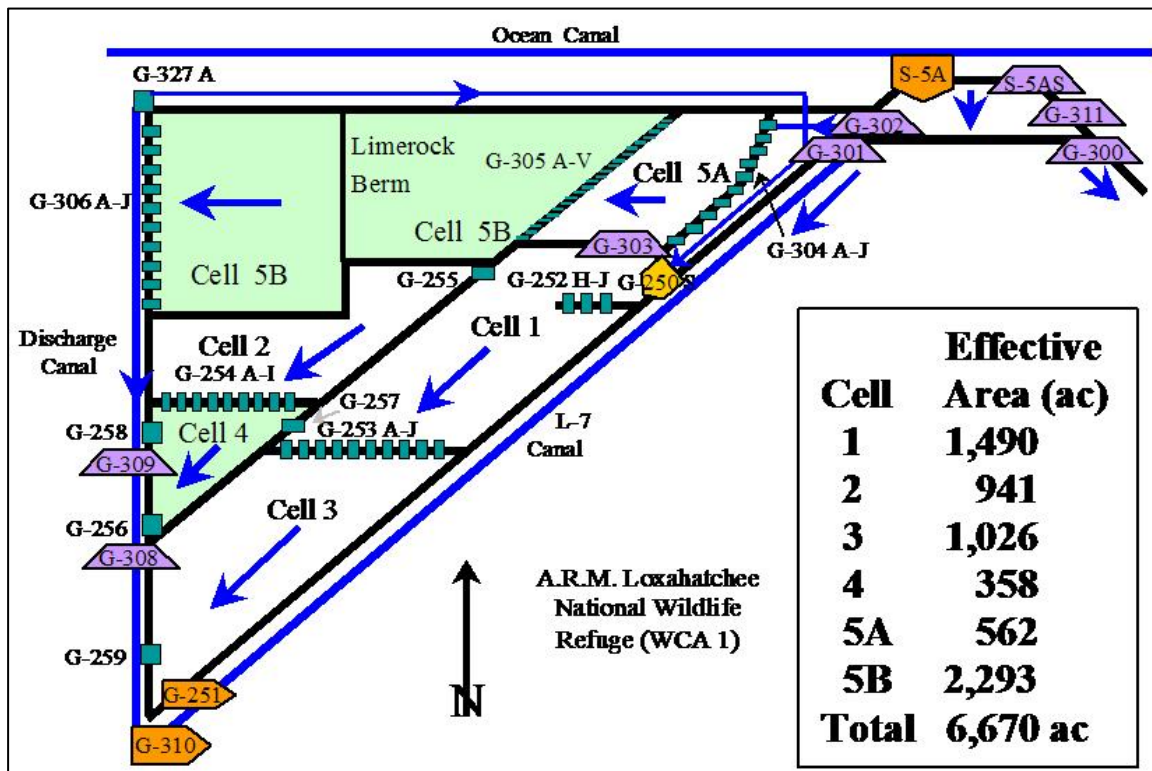 Ocean Canal
G-327 A
S-5A
S-5AS
G-311
G-302
G-301
G-300
Limerock
Berm
G-305 A-V
Cell 5A
G-306 A-J
Cell 5B
Cell 5B
G-303
G-304 A-J
G-255
G-252 H-J
G-250 S
Cell 1
Discharge
Canal
Cell 2
G-254 A-I
G-257
G-258
Cell 4
G-253 A-J
L-7
Canal
G-309
Cell 3
G-256
G-308
A.R.M. Loxahatchee
National Wildlife
Refuge (WCA 1)
G-259
N
G-251
G-310
Effective
Cell Area (ac)
1 1,490
2 941
3 1,026
4 358
5A 562
5B 2,293
Total 6,670 ac